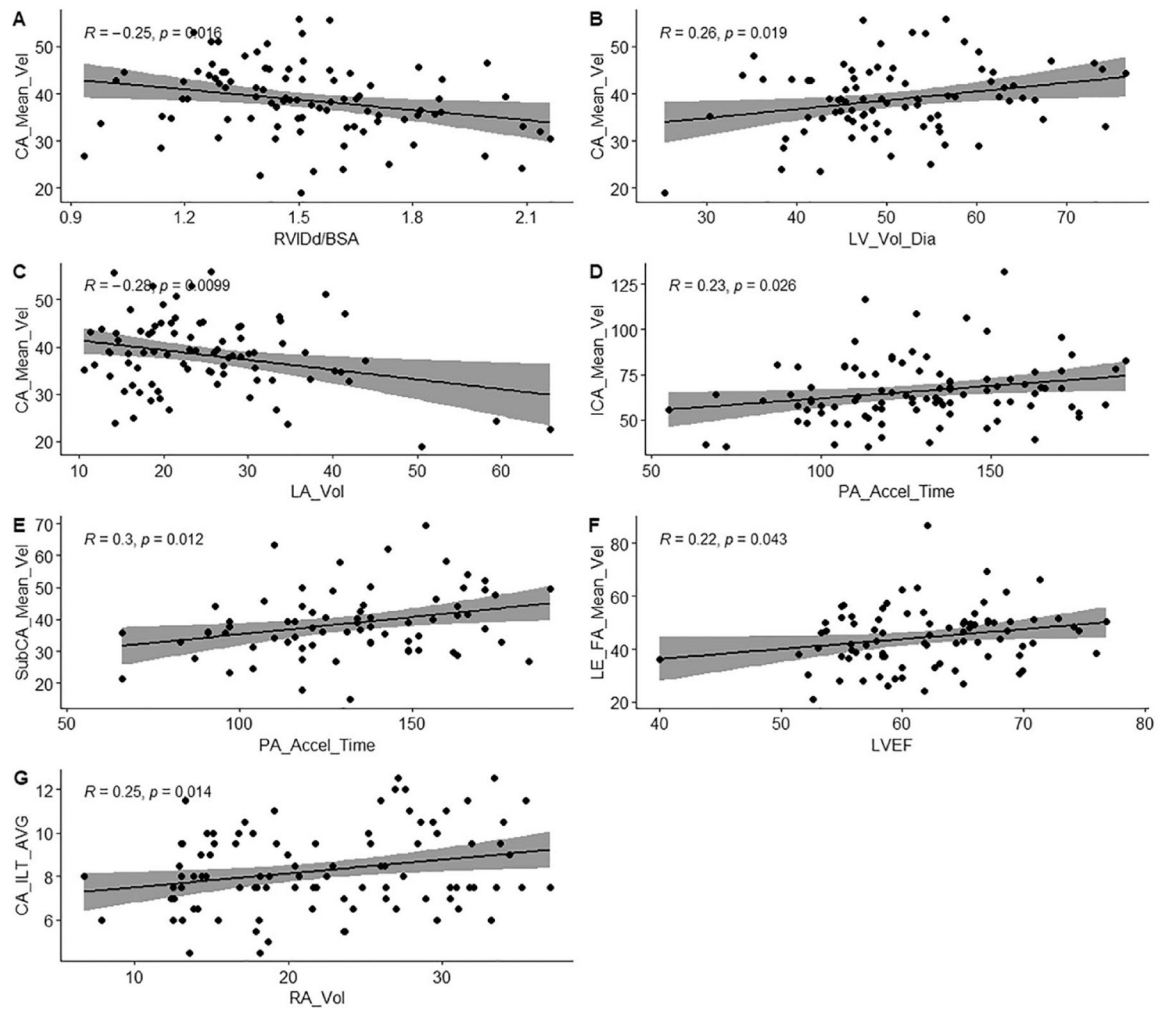 A
R = −0.25, p = 0.016
CA_Mean_Vel
50
40
30
20
0.9 1.2 1.5 1.8 2.1
RVIDd/BSA
B
R = 0.26, p = 0.019
CA_Mean_Vel
50
40
30
20
30 40 50 60 70
LV_Vol_Dia
C
R = −0.28, p = 0.0099
CA_Mean_Vel
50
40
30
20
10 20 30 40 50 60
LA_Vol
D
R = 0.23, p = 0.026
ICA_Mean_Vel
125
100
75
50
50 100 150
PA_Accel_Time
E
R = 0.3, p = 0.012
SubCA_Mean_Vel
70
60
50
40
30
20
50 100 150
PA_Accel_Time
F
R = 0.22, p = 0.043
LE_FA_Mean_Vel
80
60
40
20
40 50 60 70 80
LVEF
G
R = 0.25, p = 0.014
CA_ILT_AVG
12
10
8
6
10 20 30
RA_Vol